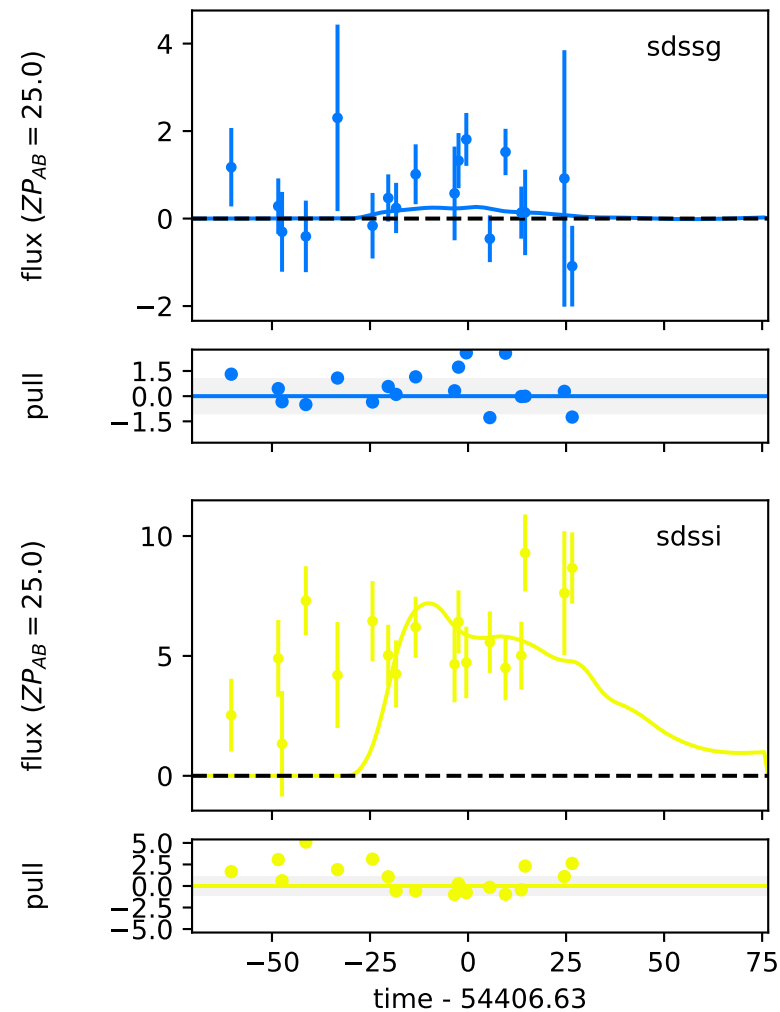 sdssg
flux (ZP_AB = 25.0)
4
2
0
−2
pull
1.5
0.0
−1.5
sdssi
flux (ZP_AB = 25.0)
10
5
0
pull
5.0
2.5
0.0
−2.5
−5.0
−50 −25 0 25 50 75
time - 54406.63